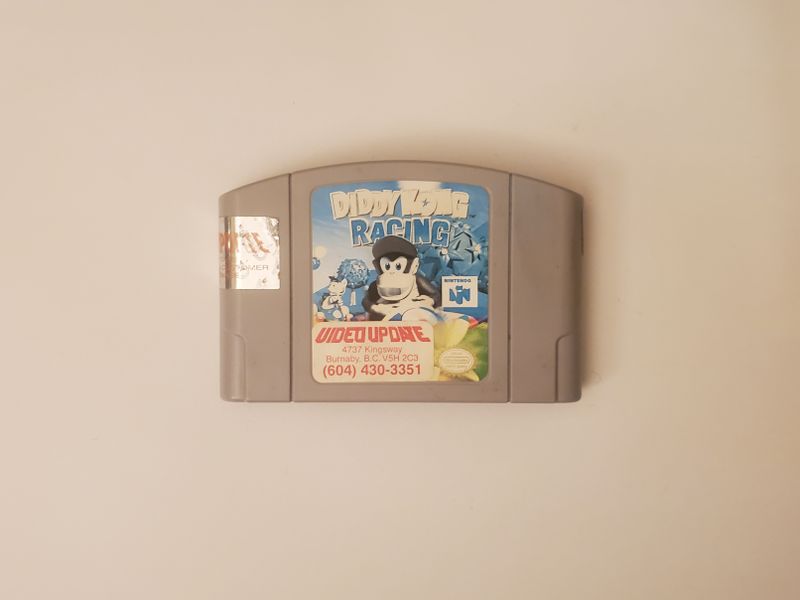 DIDDY KONG
RACING
NINTENDO
VIDEO UPDATE
4737 Kingsway
Burnaby, B.C. V5H 2C3
(604) 430-3351